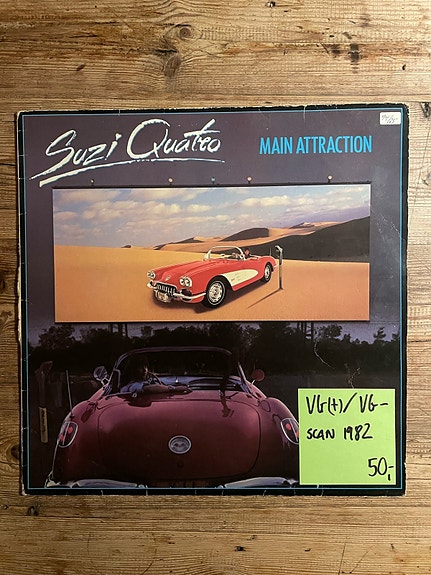 Suzi Quatro
MAIN ATTRACTION
VG(+)/VG-
SCAN 1982
50,-